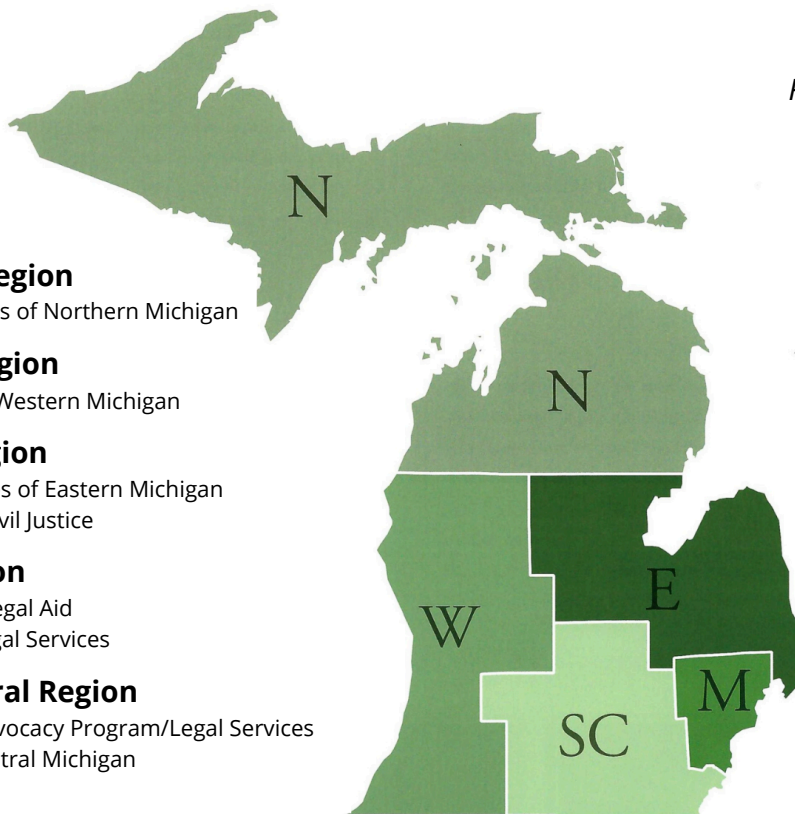 N
egion
s of Northern Michigan
N
gion
Western Michigan
gion
s of Eastern Michigan
vil Justice
E
on
egal Aid
gal Services
W
ral Region
M
vocacy Program/Legal Services
SC
tral Michigan